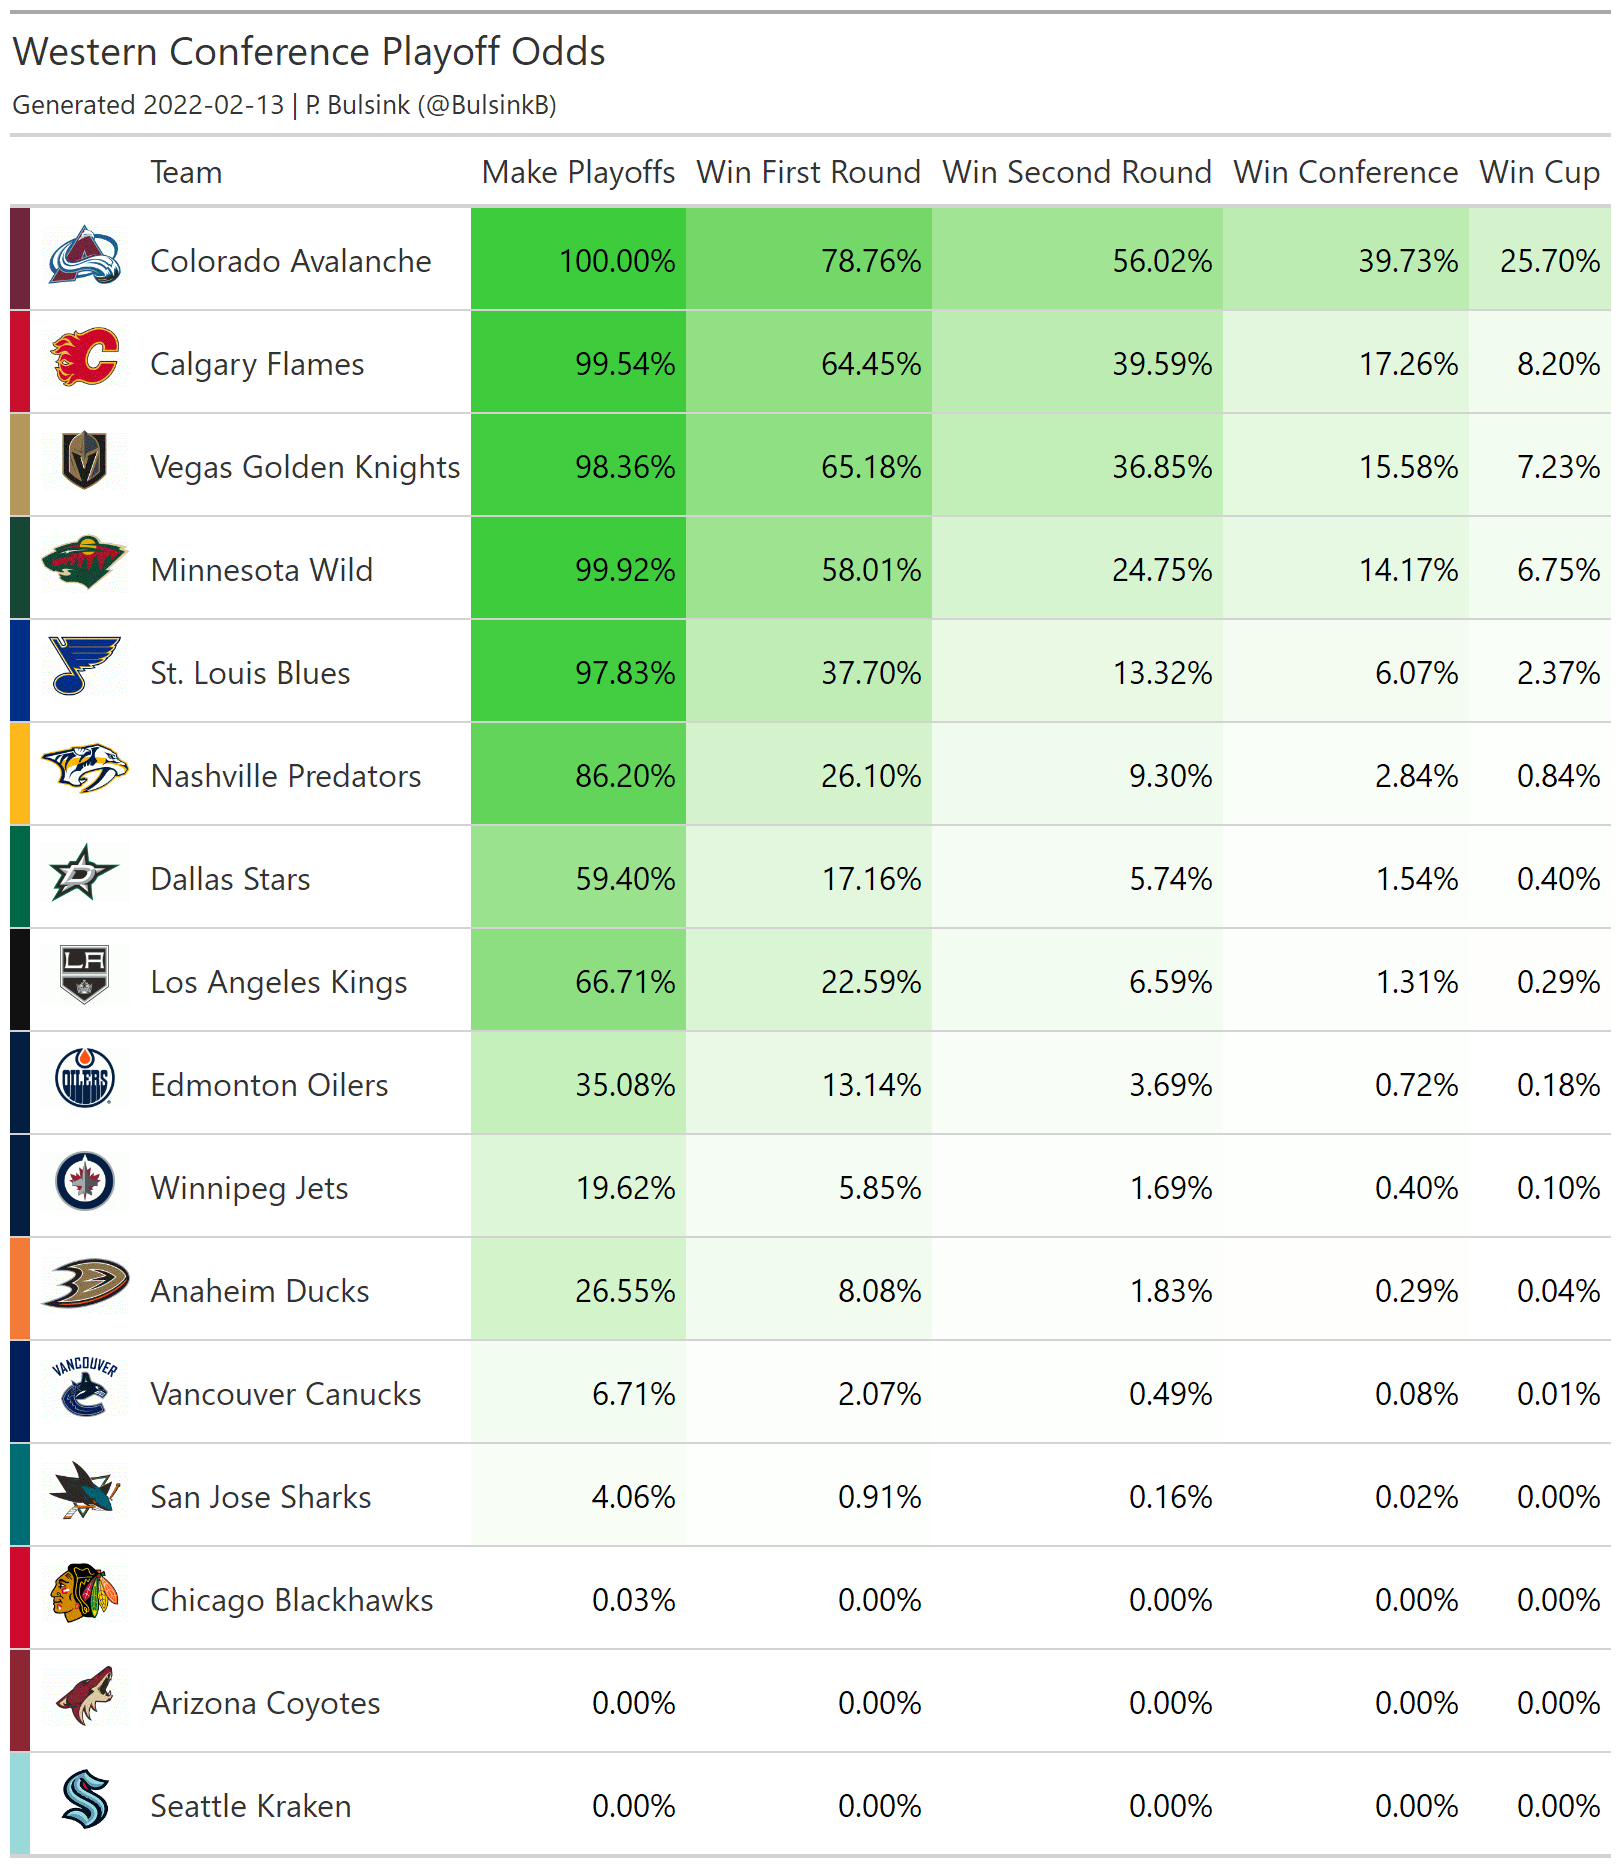 Western Conference Playoff Odds
Generated 2022-02-13 | P. Bulsink (@BulsinkB)
Team Make Playoffs Win First Round Win Second Round Win Conference Win Cup
Colorado Avalanche 100.00% 78.76% 56.02% 39.73% 25.70%
Calgary Flames 99.54% 64.45% 39.59% 17.26% 8.20%
Vegas Golden Knights 98.36% 65.18% 36.85% 15.58% 7.23%
Minnesota Wild 99.92% 58.01% 24.75% 14.17% 6.75%
St. Louis Blues 97.83% 37.70% 13.32% 6.07% 2.37%
Nashville Predators 86.20% 26.10% 9.30% 2.84% 0.84%
Dallas Stars 59.40% 17.16% 5.74% 1.54% 0.40%
LA
Los Angeles Kings 66.71% 22.59% 6.59% 1.31% 0.29%
OILERS
Edmonton Oilers 35.08% 13.14% 3.69% 0.72% 0.18%
Winnipeg Jets 19.62% 5.85% 1.69% 0.40% 0.10%
Anaheim Ducks 26.55% 8.08% 1.83% 0.29% 0.04%
VANCOUVER
Vancouver Canucks 6.71% 2.07% 0.49% 0.08% 0.01%
San Jose Sharks 4.06% 0.91% 0.16% 0.02% 0.00%
Chicago Blackhawks 0.03% 0.00% 0.00% 0.00% 0.00%
Arizona Coyotes 0.00% 0.00% 0.00% 0.00% 0.00%
Seattle Kraken 0.00% 0.00% 0.00% 0.00% 0.00%